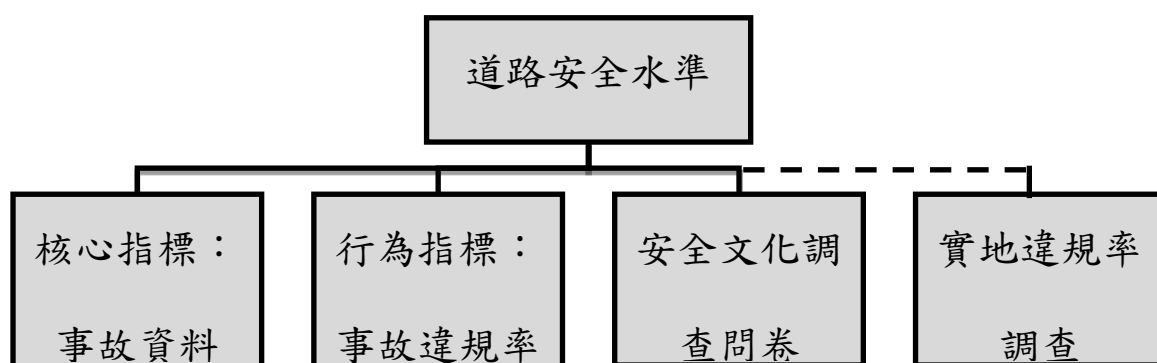 道路安全水準
核心指標：
事故資料
行為指標：
事故違規率
安全文化調
查問卷
實地違規率
調查